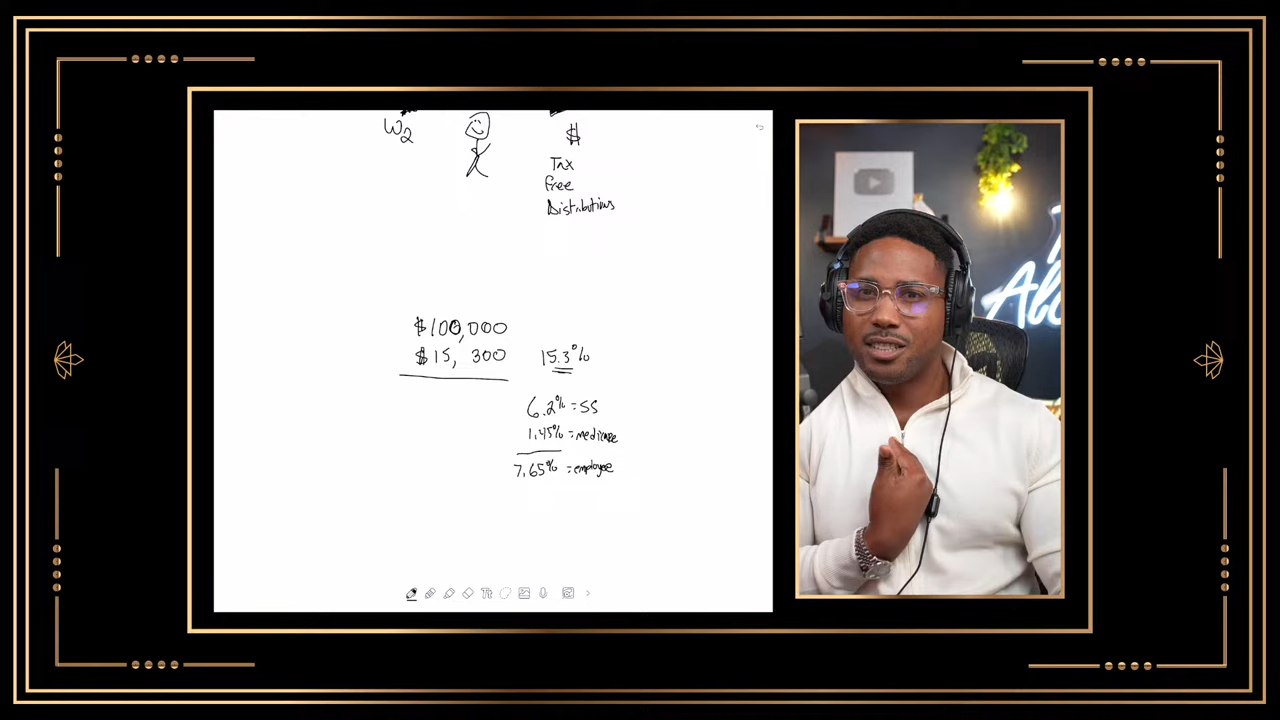 W2
$
Tax
Free
Distributions
$100,000
$15,300 15.3%
6.2% = SS
1.45% = medicare
7.65% = employee